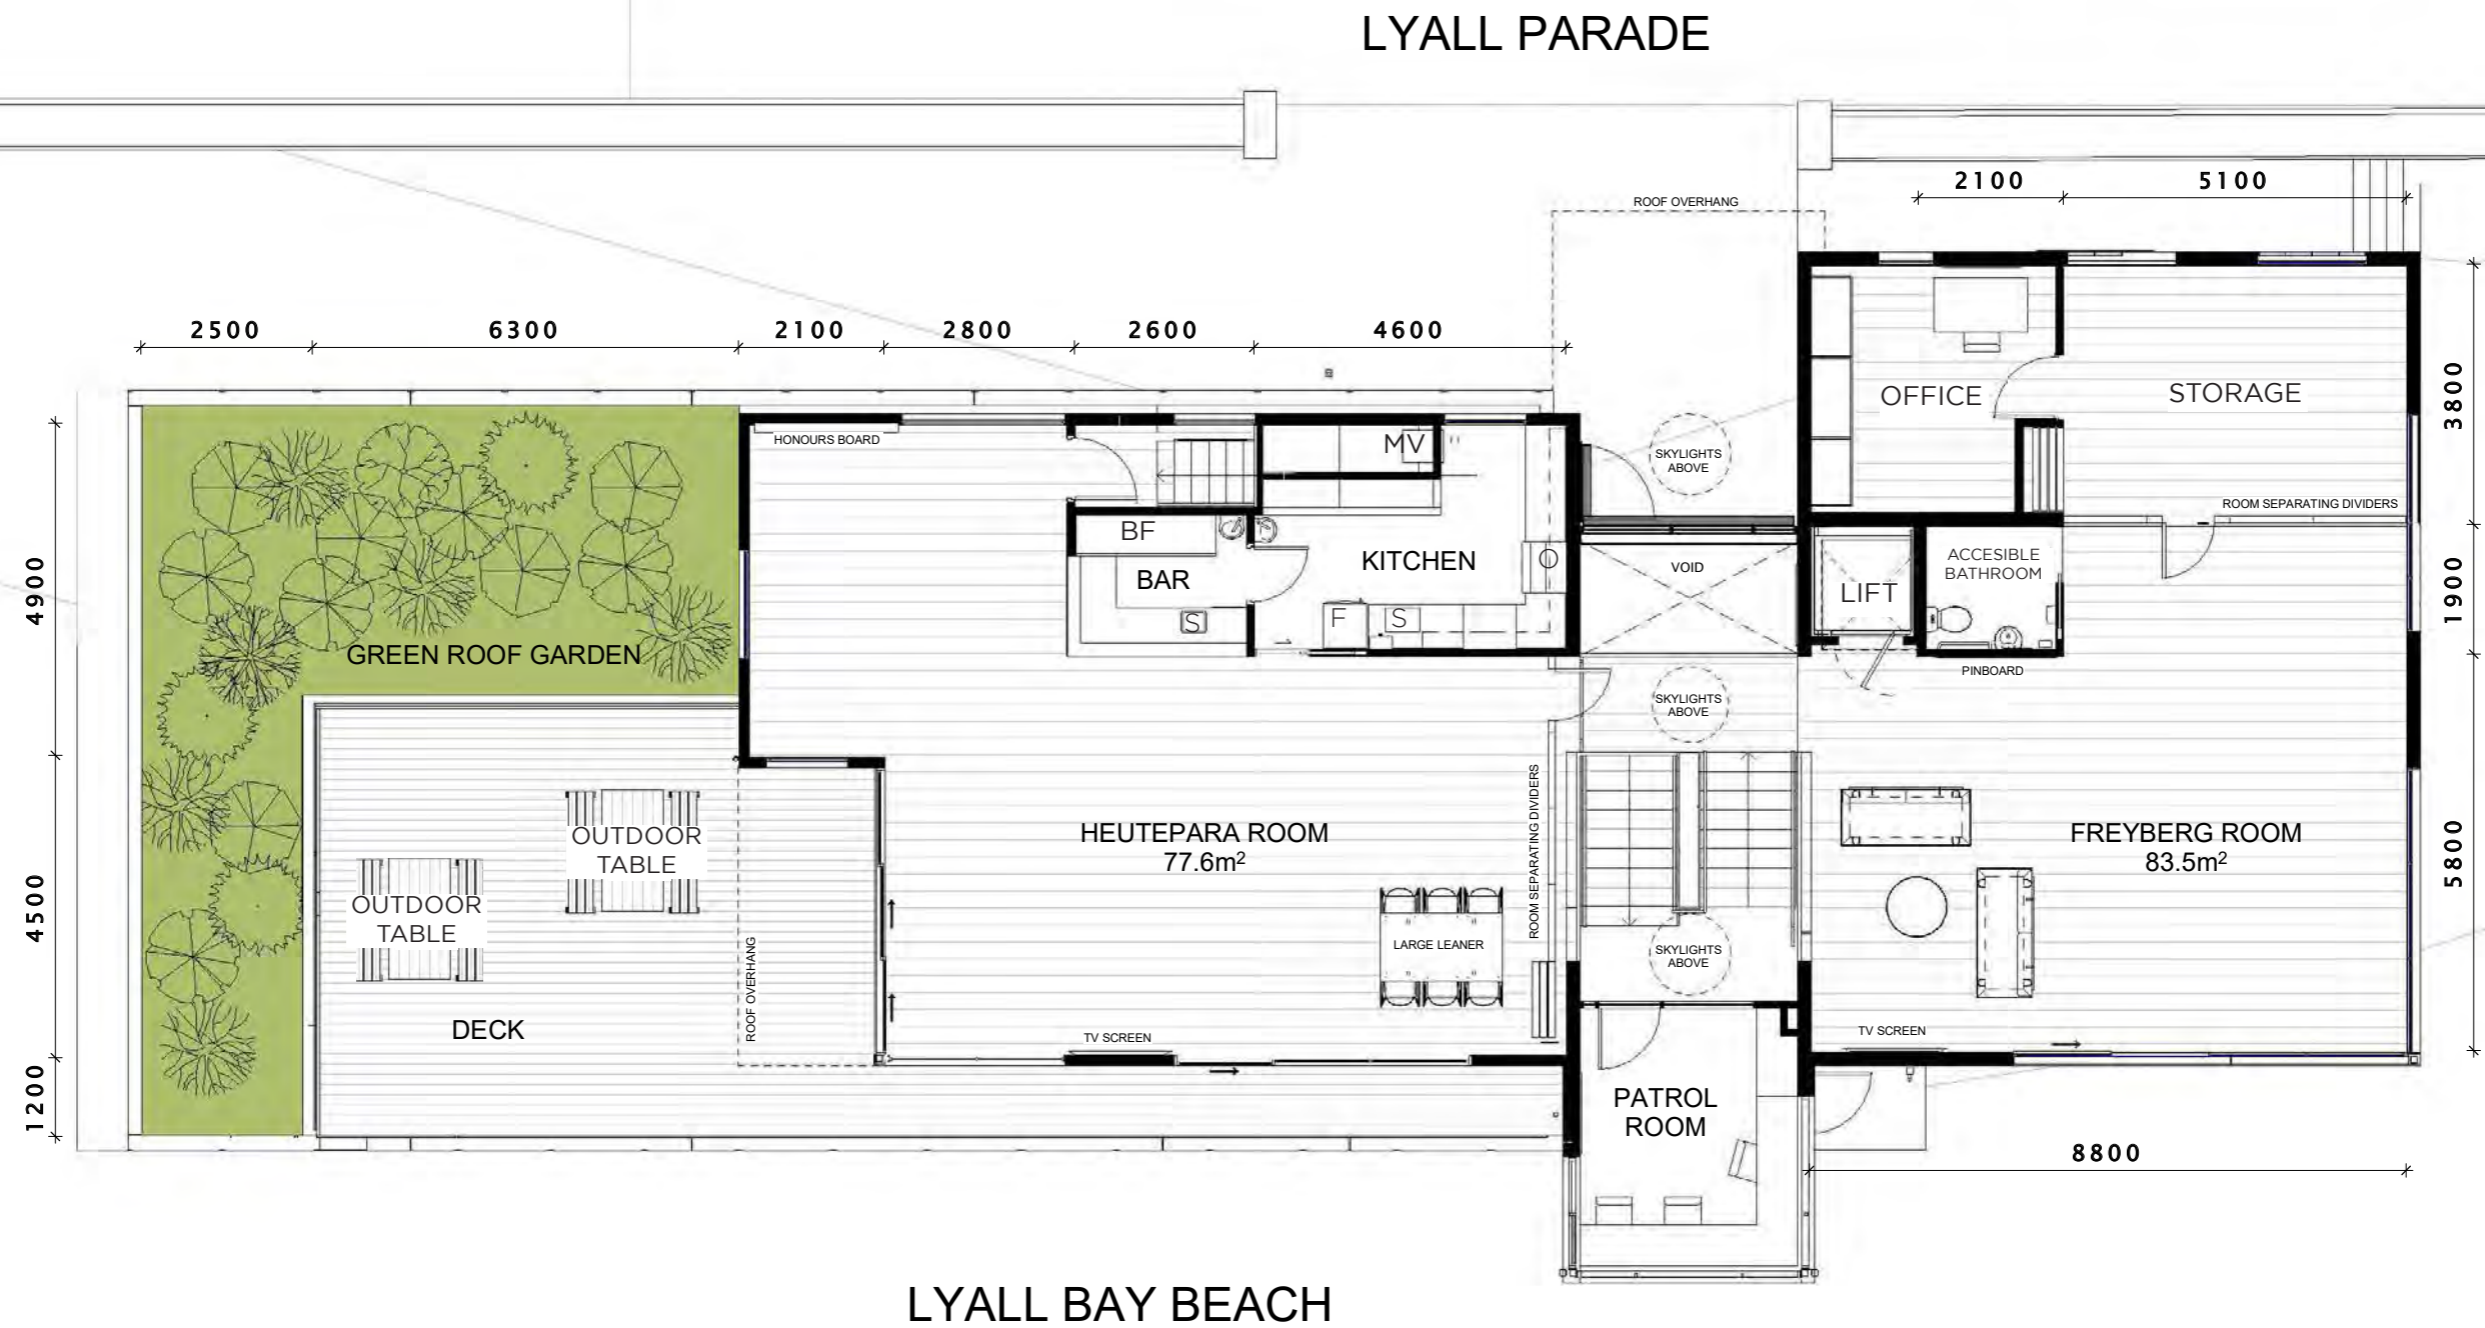 LYALL PARADE
2100
5100
ROOF OVERHANG
2500
6300
2100
2800
2600
4600
3800
1900
5800
4900
4500
1200
8800
HONOURS BOARD
MV
SKYLIGHTS
ABOVE
OFFICE
STORAGE
ROOM SEPARATING DIVIDERS
BF
BAR
S
KITCHEN
O
F
S
VOID
LIFT
ACCESIBLE
BATHROOM
PINBOARD
GREEN ROOF GARDEN
SKYLIGHTS
ABOVE
OUTDOOR
TABLE
OUTDOOR
TABLE
HEUTEPARA ROOM
77.6m²
ROOM SEPARATING DIVIDERS
FREYBERG ROOM
83.5m²
LARGE LEANER
SKYLIGHTS
ABOVE
ROOF OVERHANG
DECK
TV SCREEN
TV SCREEN
PATROL
ROOM
LYALL BAY BEACH